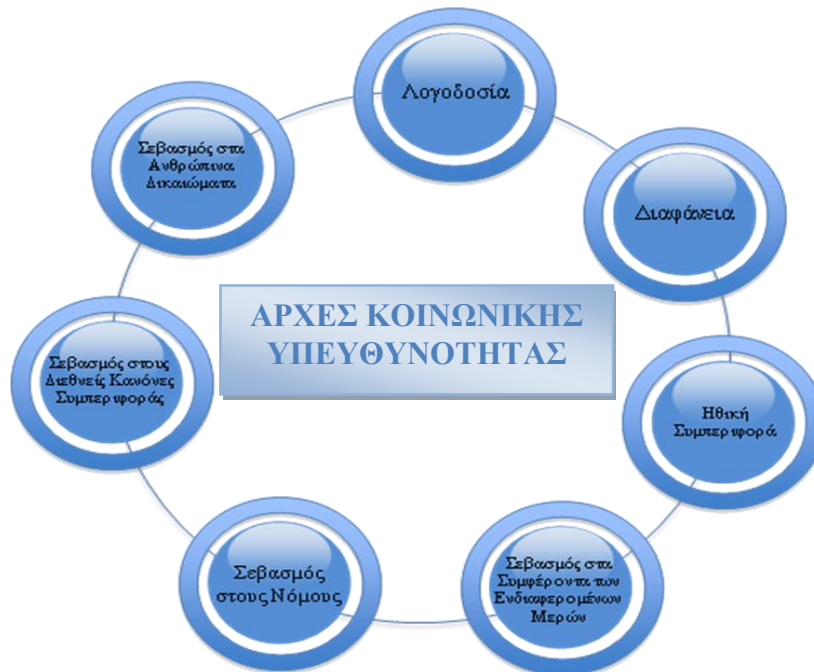 Λογοδοσία
Διαφάνεια
Ηθική
Συμπεριφορά
Σεβασμός στα
Συμφέροντα των
Ενδιαφερομένων
Μερών
Σεβασμός
στους Νόμους
Σεβασμός στους
Διεθνείς Κανόνες
Συμπεριφοράς
Σεβασμός στα
Ανθρώπινα
Δικαιώματα
ΑΡΧΕΣ ΚΟΙΝΩΝΙΚΗΣ
ΥΠΕΥΘΥΝΟΤΗΤΑΣ